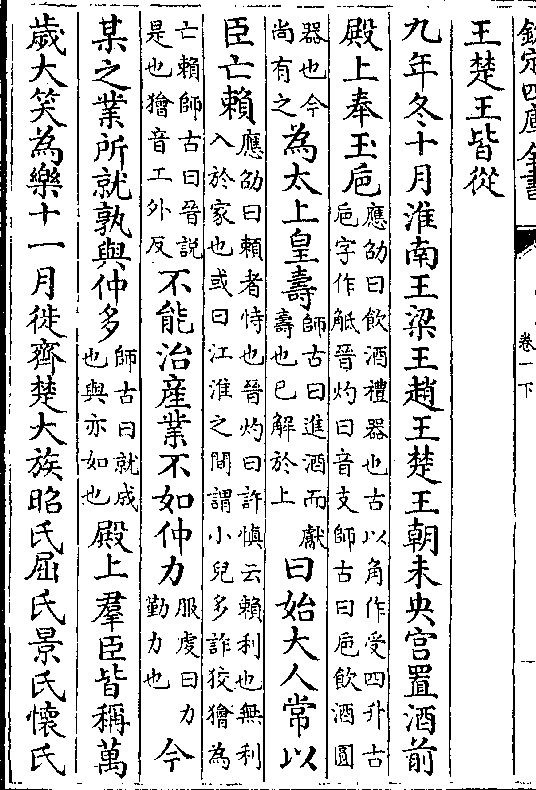 欽定四庫全書
卷一下
王楚王皆從
九年冬十月淮南王梁王趙王楚王朝未央宮置酒前
殿上奉玉卮應劭曰飲酒禮器也古以角作受四升古
卮字作觝晉灼曰音支師古曰卮飲酒圓
器也今
尚有之為太上皇壽師古曰進酒而獻
壽也已解於上曰始大人常以
臣亡賴應劭曰賴者恃也晉灼曰許慎云賴利也無利
入於家也或曰江淮之間謂小兒多詐狡獪為
亡賴師古曰晉說
是也獪音工外反不能治產業不如仲力服虔曰力
勤力也今
某之業所就孰與仲多師古曰就成
也與亦如也殿上羣臣皆稱萬
歲大笑為樂十一月徙齊楚大族昭氏屈氏景氏懷氏